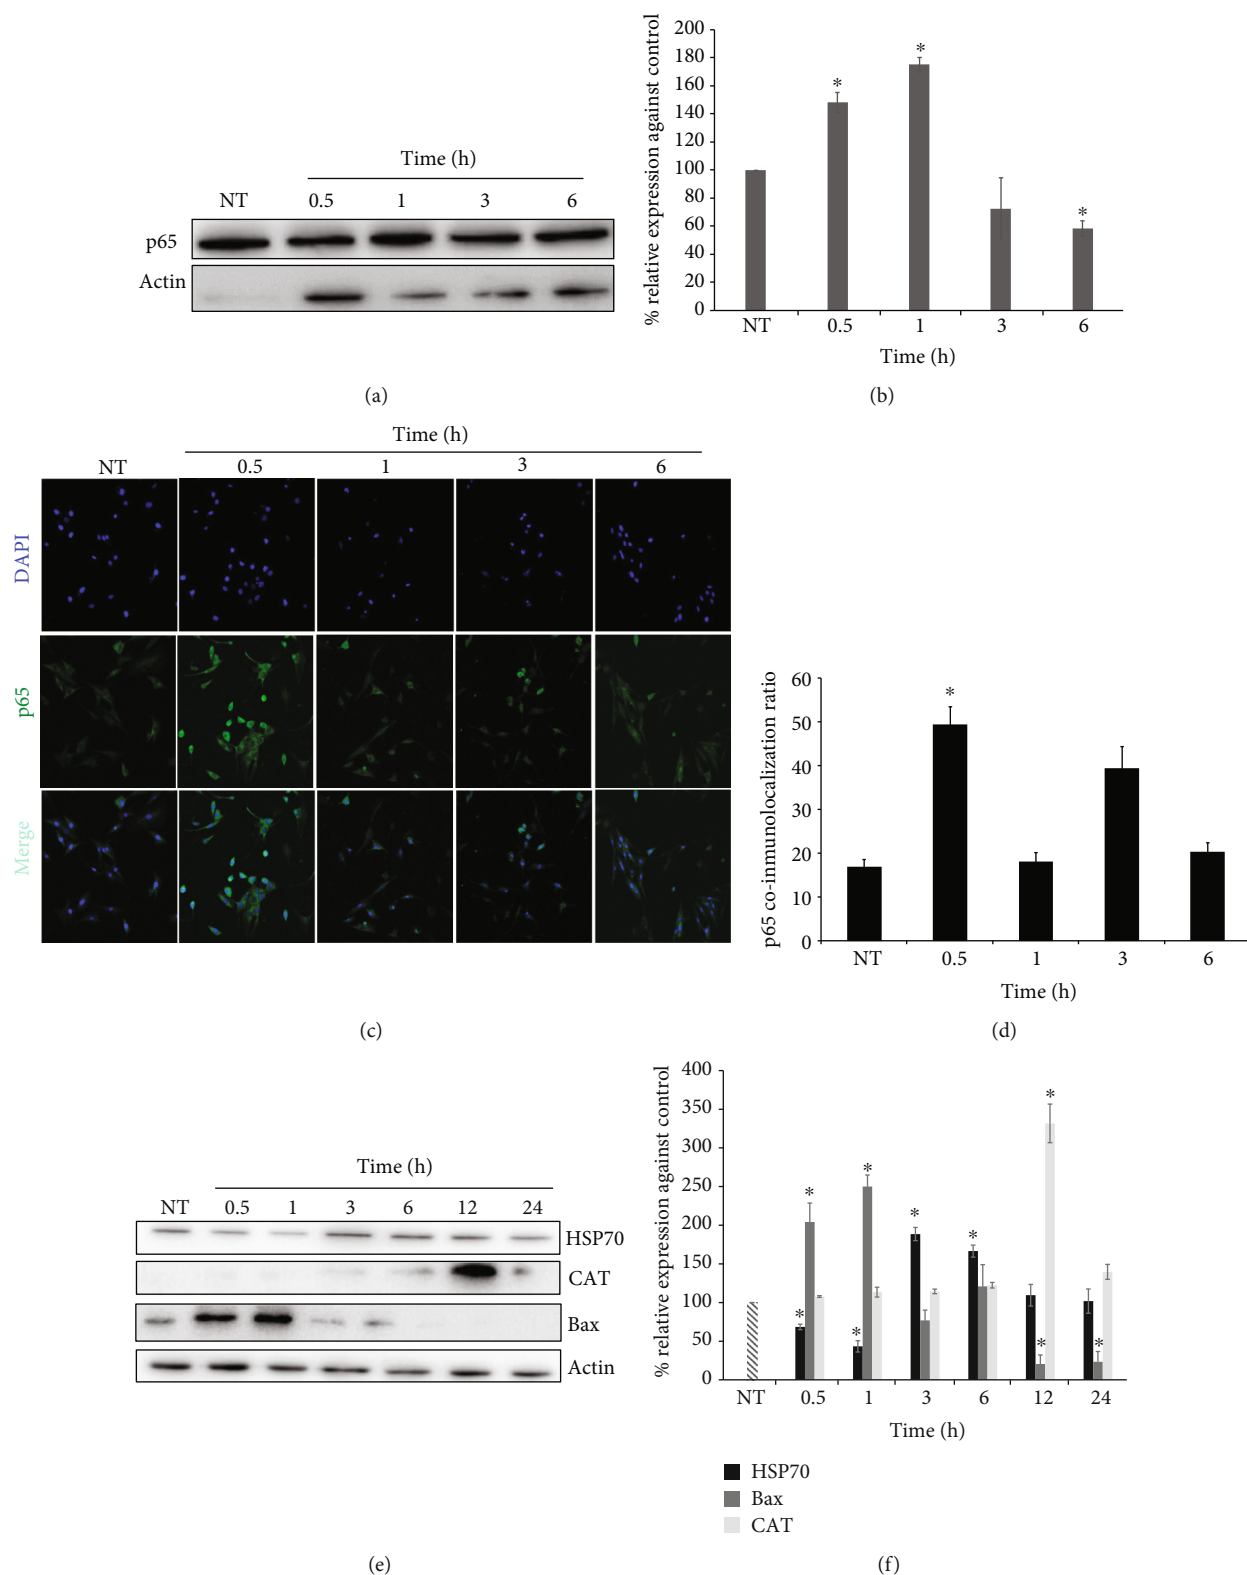 Time (h)
NT 0.5 1 3 6
p65
Actin
(a)
% relative expression against control
200
180
160
140
120
100
80
60
40
20
0
* * *
NT 0.5 1 3 6
Time (h)
(b)
Time (h)
NT 0.5 1 3 6
DAPI
p65
Merge
(c)
p65 co-inmunolocalization ratio
60
50
40
30
20
10
0
*
NT 0.5 1 3 6
Time (h)
(d)
Time (h)
NT 0.5 1 3 6 12 24
HSP70
CAT
Bax
Actin
(e)
% relative expression against control
400
350
300
250
200
150
100
50
0
* * * * * * * * *
NT 0.5 1 3 6 12 24
Time (h)
HSP70
Bax
CAT
(f)